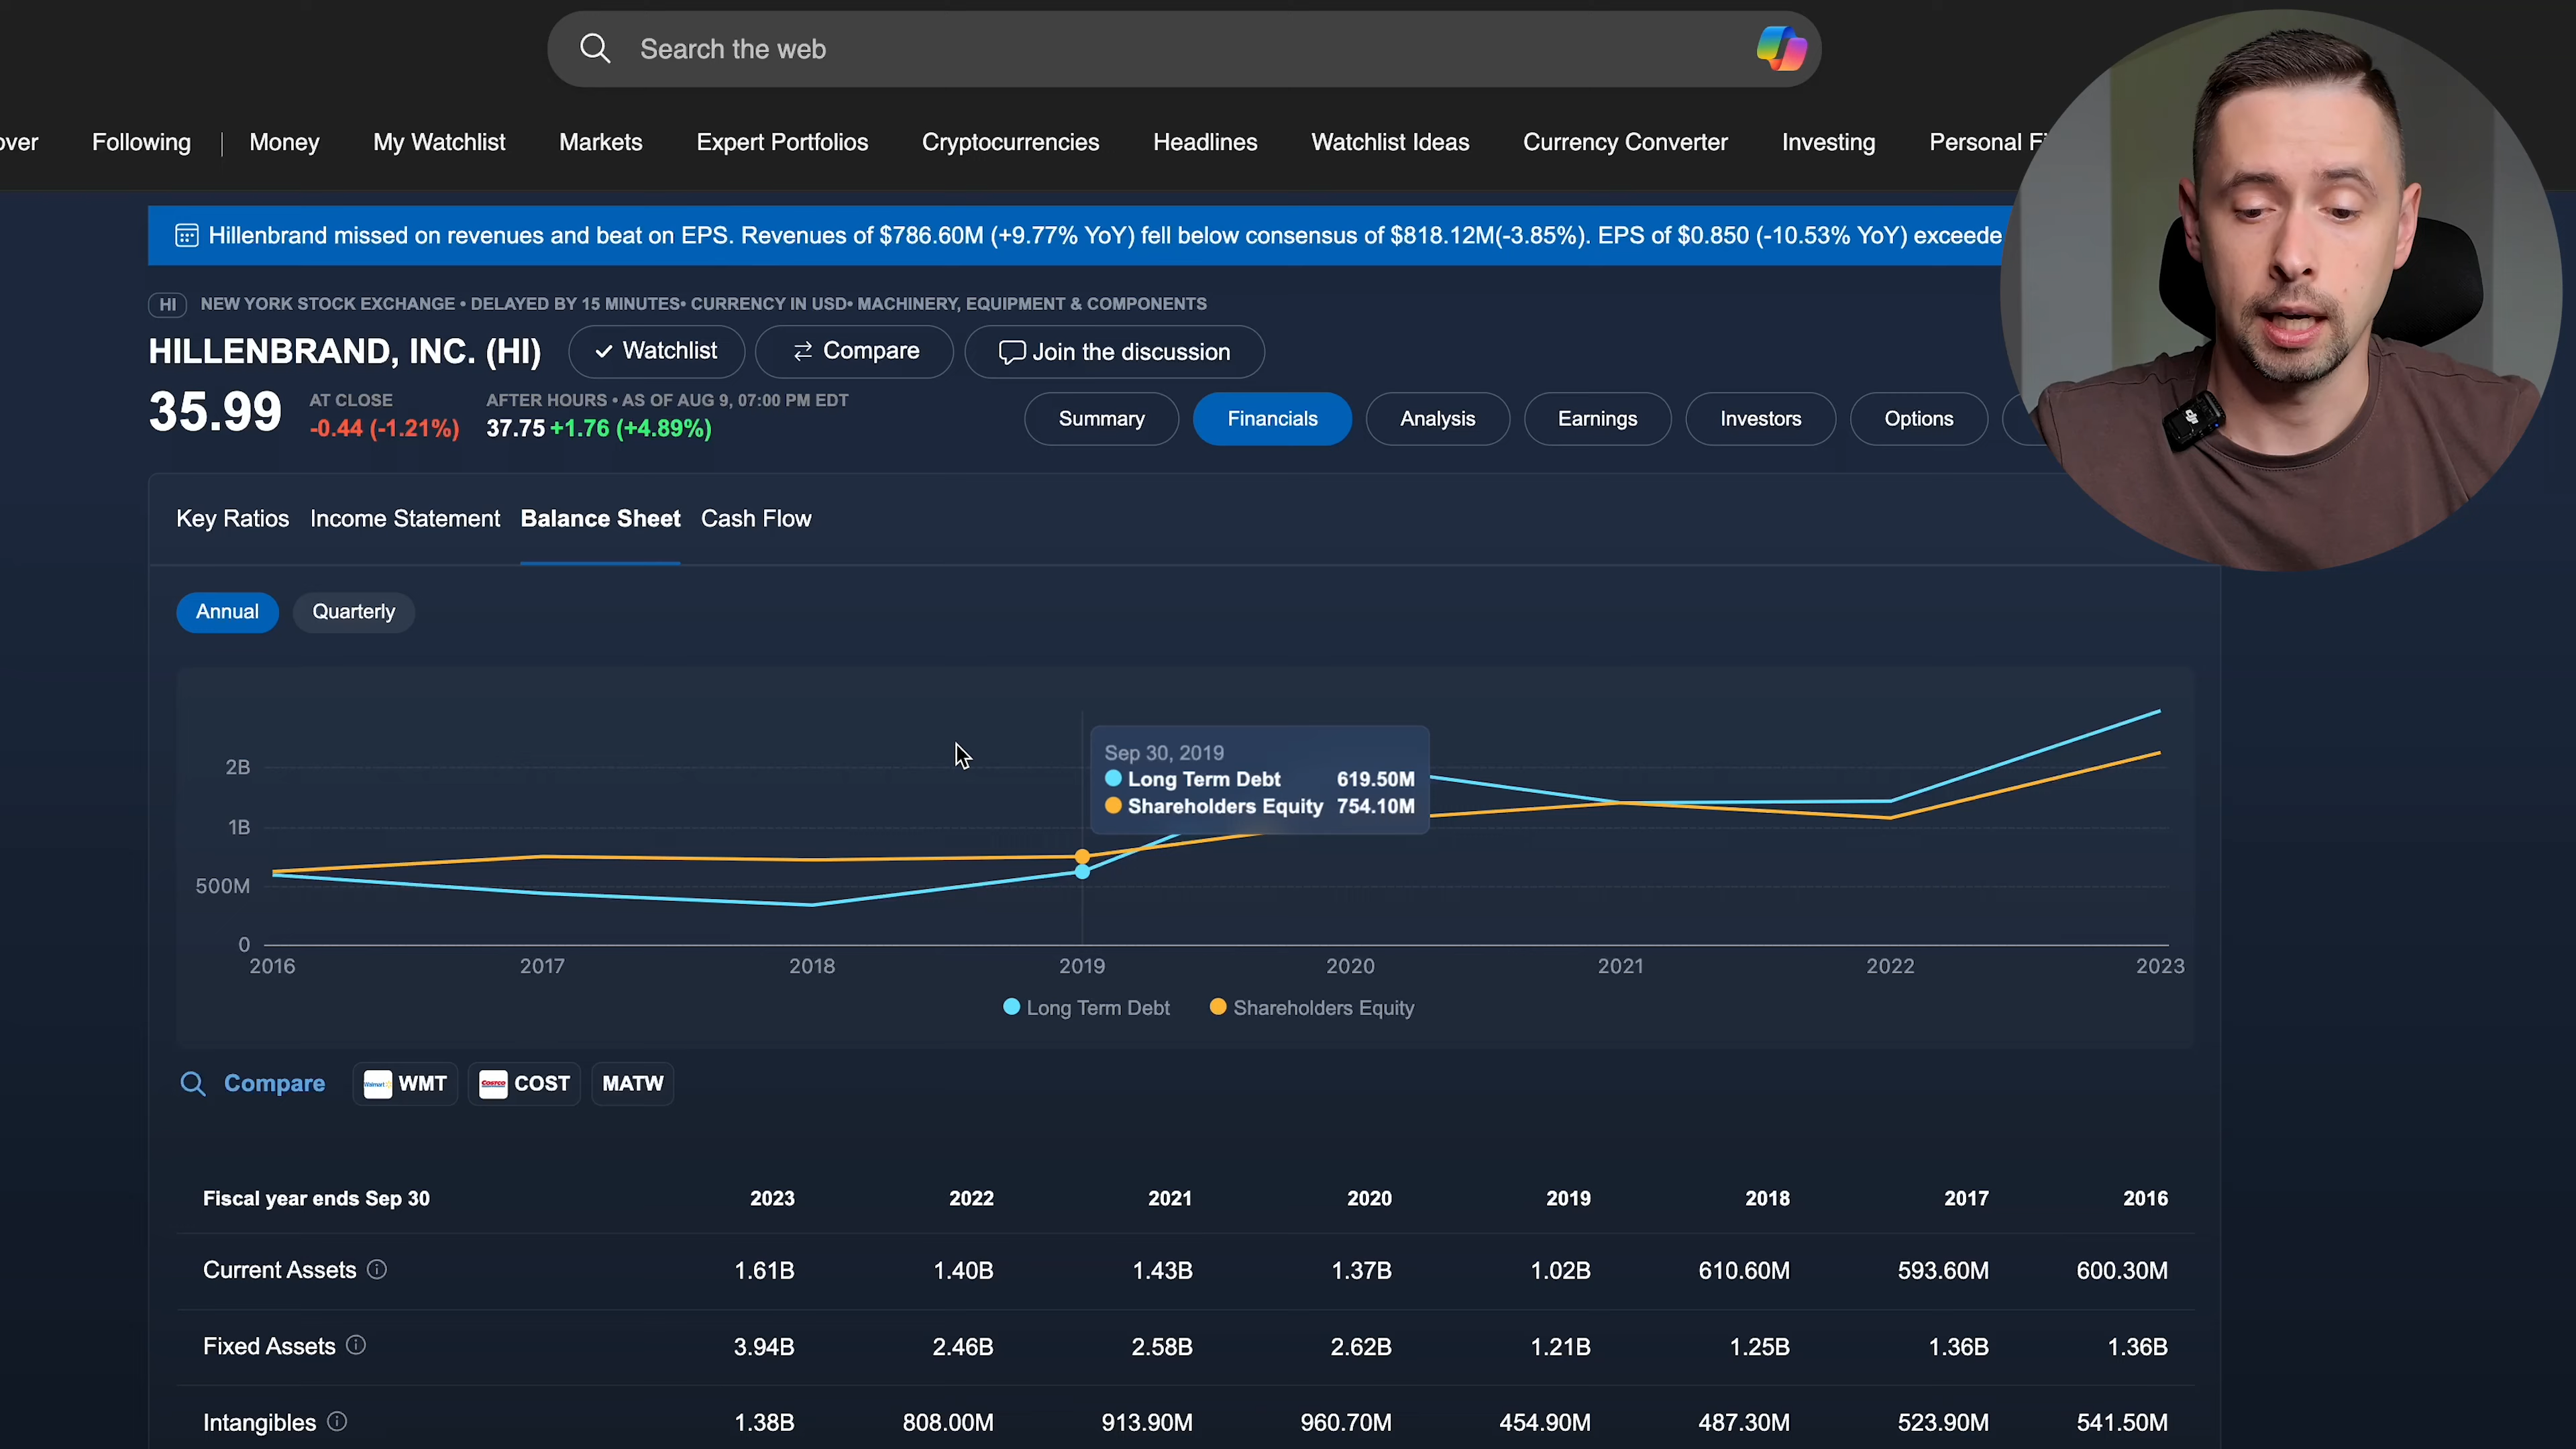 Search the web
over Following | Money My Watchlist Markets Expert Portfolios Cryptocurrencies Headlines Watchlist Ideas Currency Converter Investing Personal Fi
Hillenbrand missed on revenues and beat on EPS. Revenues of $786.60M (+9.77% YoY) fell below consensus of $818.12M(-3.85%). EPS of $0.850 (-10.53% YoY) exceede
HI NEW YORK STOCK EXCHANGE • DELAYED BY 15 MINUTES• CURRENCY IN USD• MACHINERY, EQUIPMENT & COMPONENTS
HILLENBRAND, INC. (HI) Watchlist Compare Join the discussion
35.99 AT CLOSE AFTER HOURS • AS OF AUG 9, 07:00 PM EDT
-0.44 (-1.21%) 37.75 +1.76 (+4.89%)
Summary Financials Analysis Earnings Investors Options
Key Ratios Income Statement Balance Sheet Cash Flow
Annual Quarterly
Sep 30, 2019
Long Term Debt 619.50M
Shareholders Equity 754.10M
2B
1B
500M
0
2016 2017 2018 2019 2020 2021 2022 2023
Long Term Debt Shareholders Equity
Compare Walmart WMT COSTCO COST MATW
Fiscal year ends Sep 30 2023 2022 2021 2020 2019 2018 2017 2016
Current Assets 1.61B 1.40B 1.43B 1.37B 1.02B 610.60M 593.60M 600.30M
Fixed Assets 3.94B 2.46B 2.58B 2.62B 1.21B 1.25B 1.36B 1.36B
Intangibles 1.38B 808.00M 913.90M 960.70M 454.90M 487.30M 523.90M 541.50M